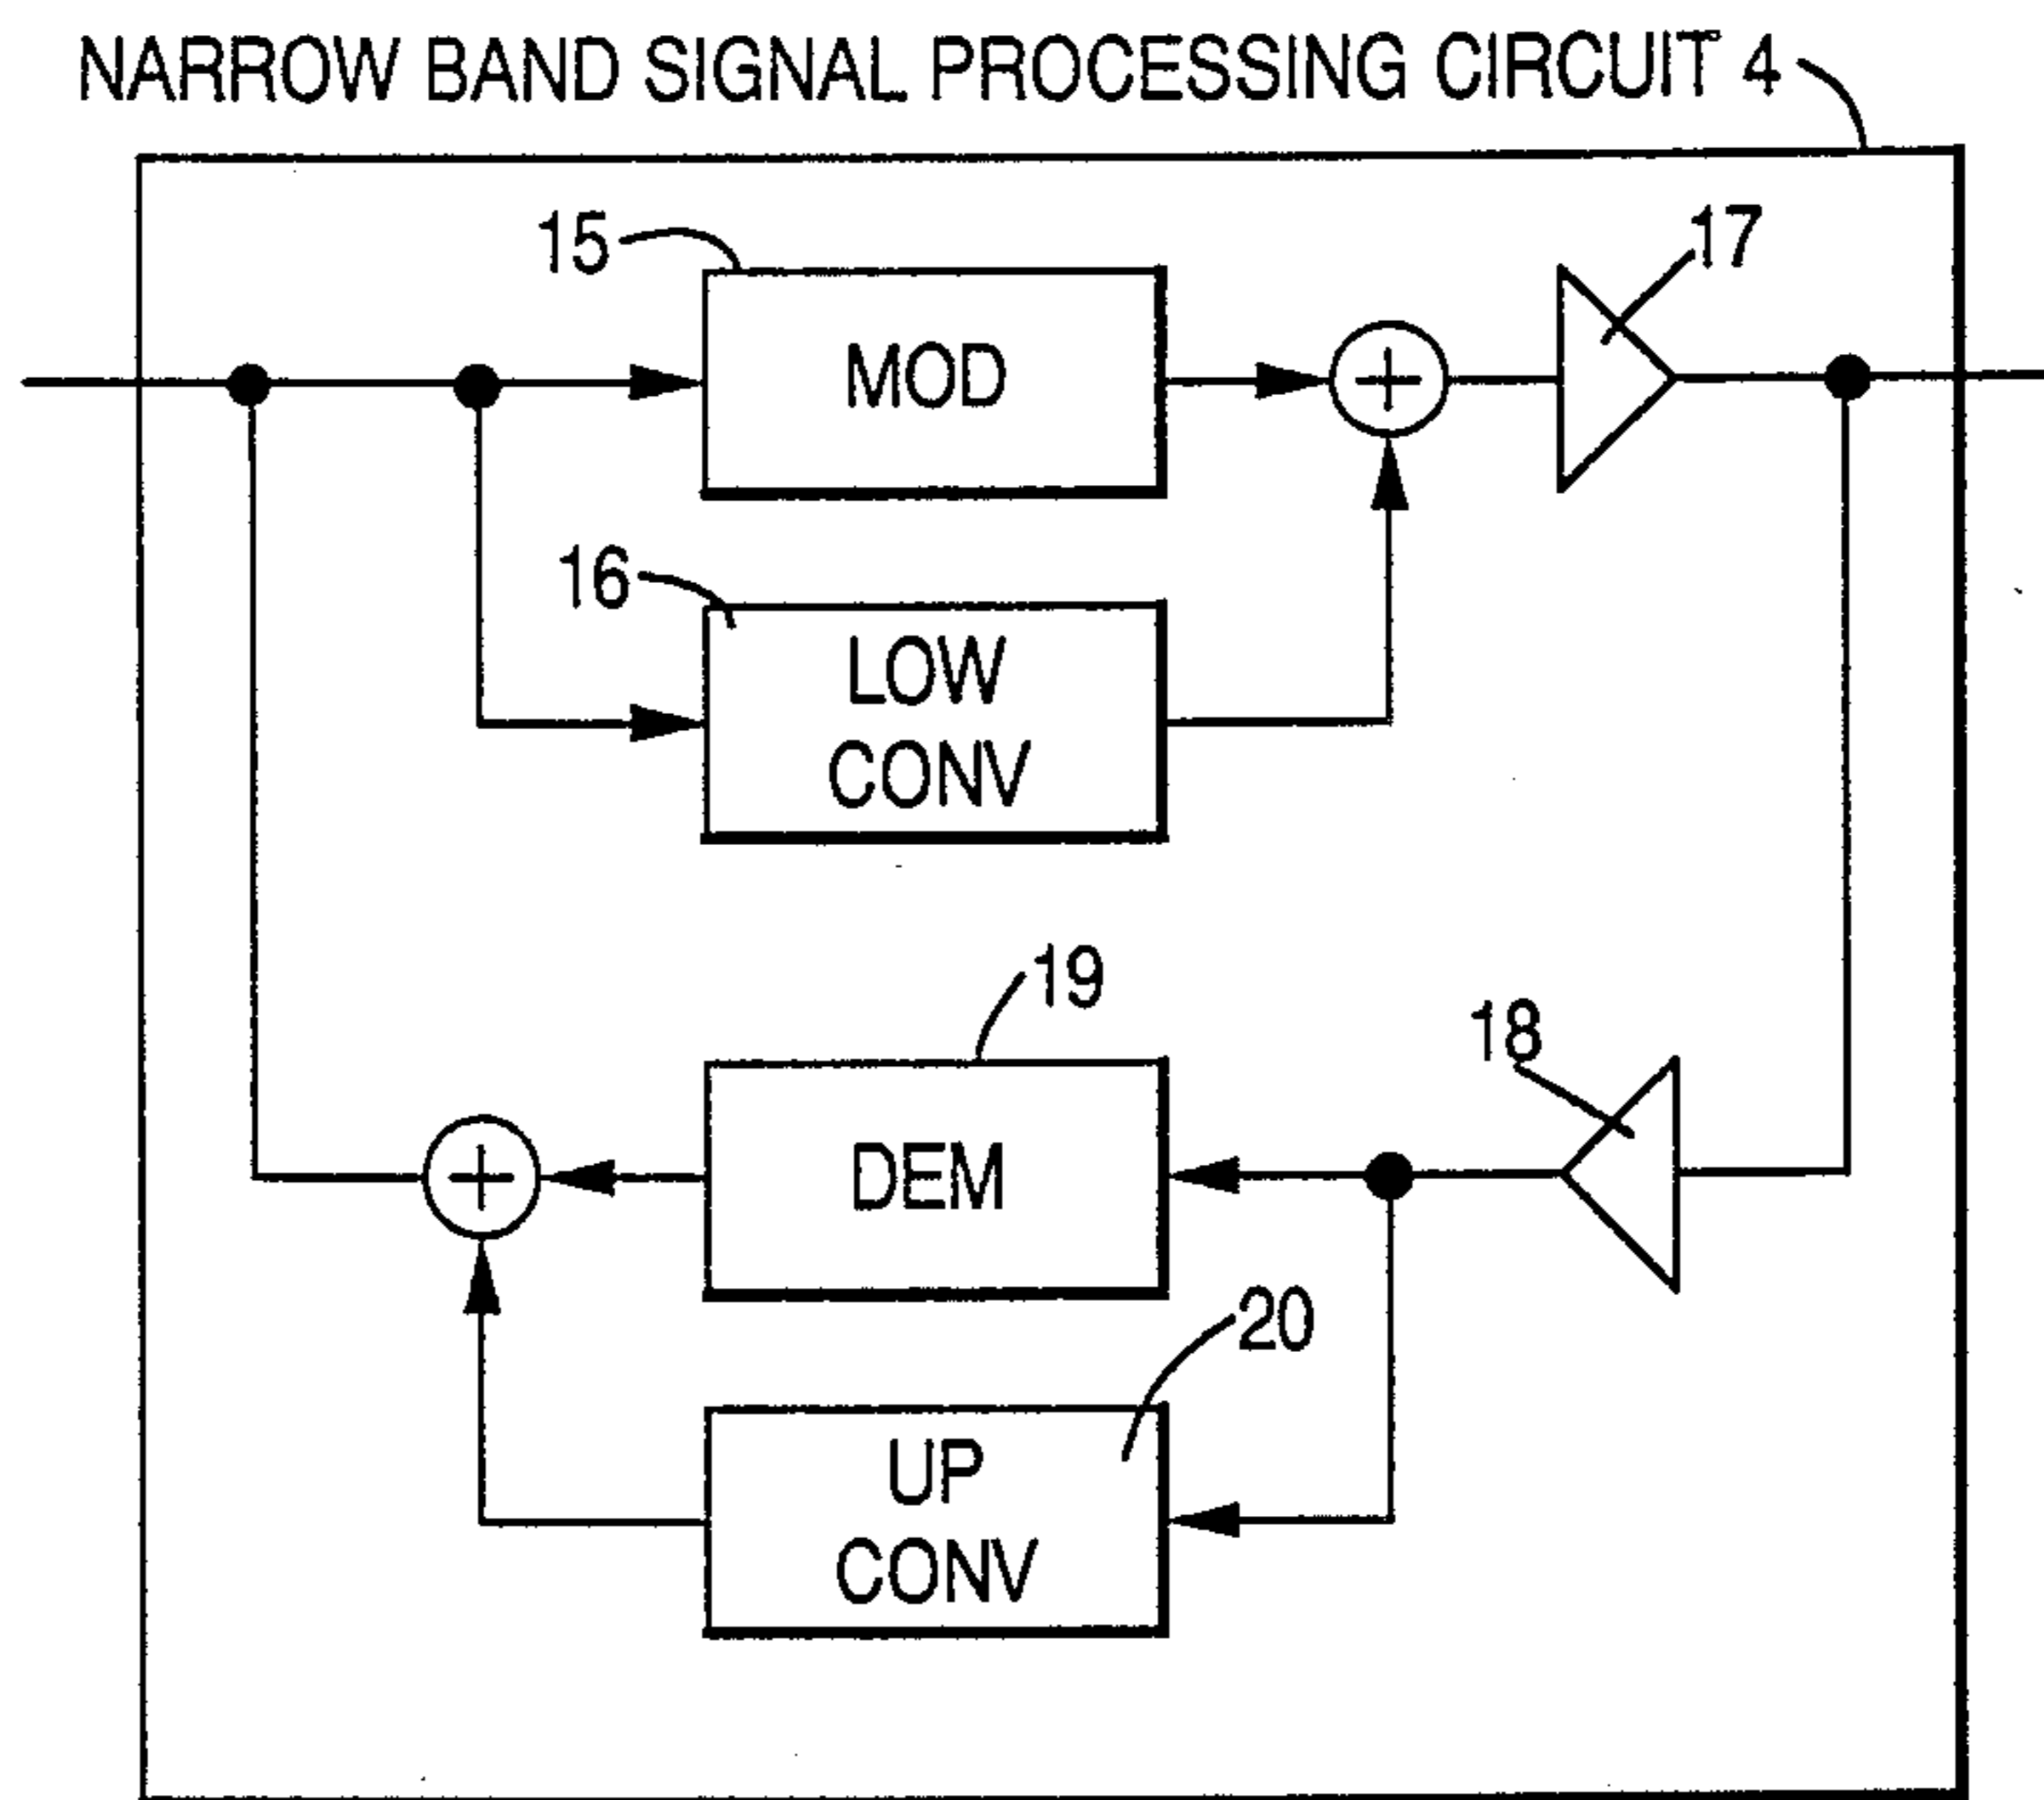 NARROW BAND SIGNAL PROCESSING CIRCUIT 4
15
17
MOD
16
LOW
CONV
19
18
DEM
20
UP
CONV